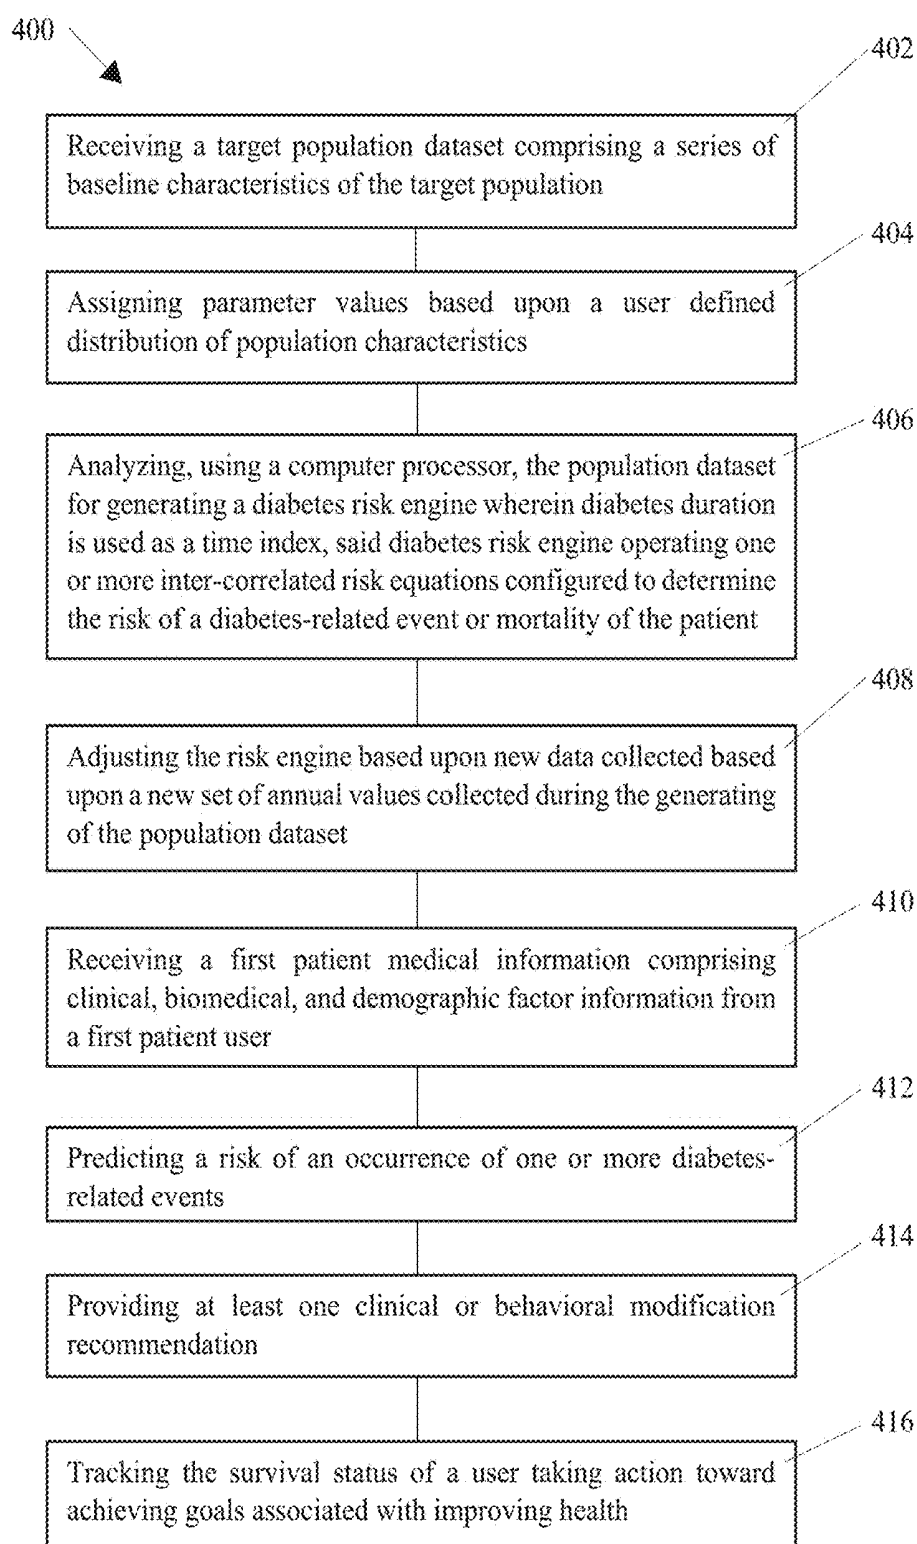 400
402
Receiving a target population dataset comprising a series of
baseline characteristics of the target population
404
Assigning parameter values based upon a user defined
distribution of population characteristics
406
Analyzing, using a computer processor, the population dataset
for generating a diabetes risk engine wherein diabetes duration
is used as a time index, said diabetes risk engine operating one
or more inter-correlated risk equations configured to determine
the risk of a diabetes-related event or mortality of the patient
408
Adjusting the risk engine based upon new data collected based
upon a new set of annual values collected during the generating
of the population dataset
410
Receiving a first patient medical information comprising
clinical, biomedical, and demographic factor information from
a first patient user
412
Predicting a risk of an occurrence of one or more diabetes-
related events
414
Providing at least one clinical or behavioral modification
recommendation
416
Tracking the survival status of a user taking action toward
achieving goals associated with improving health